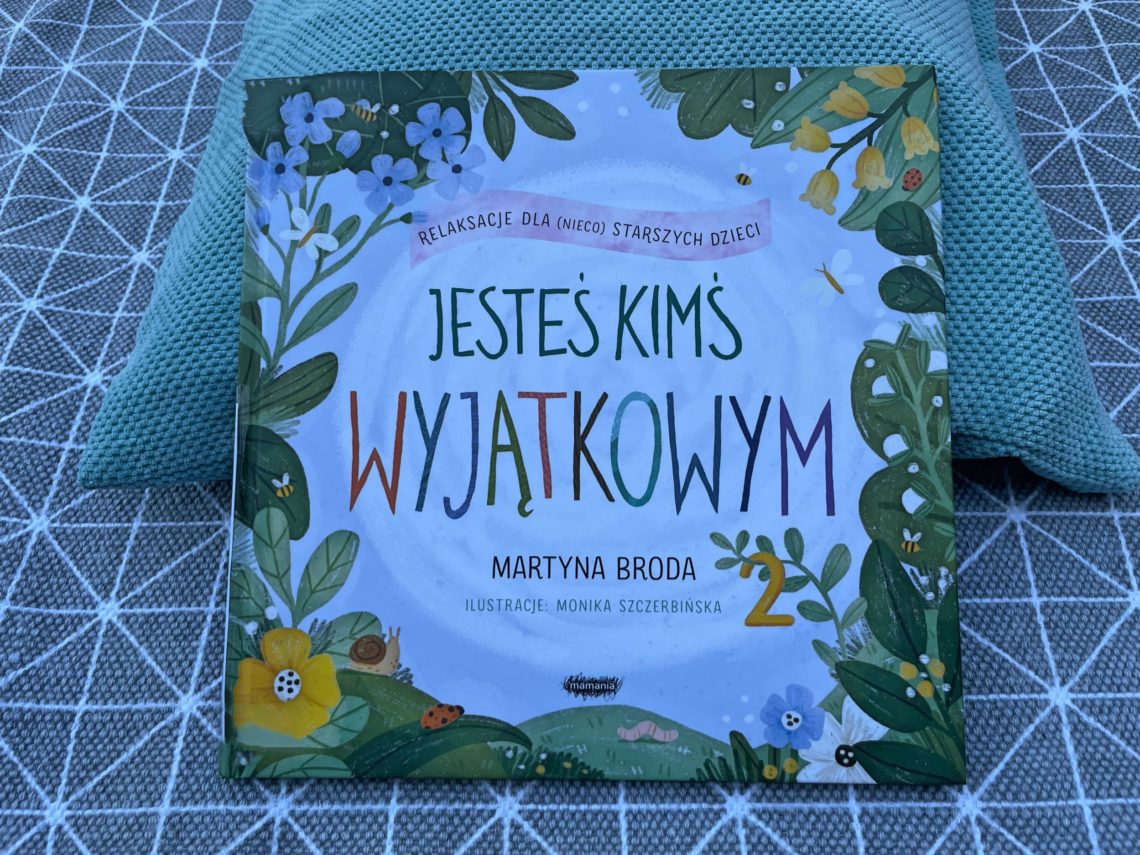 RELAKSACJE DLA (NIECO) STARSZYCH DZIECI
JESTEŚ KIMŚ
WYJĄTKOWYM
MARTYNA BRODA
ILUSTRACJE: MONIKA SZCZERBIŃSKA
2
mamania